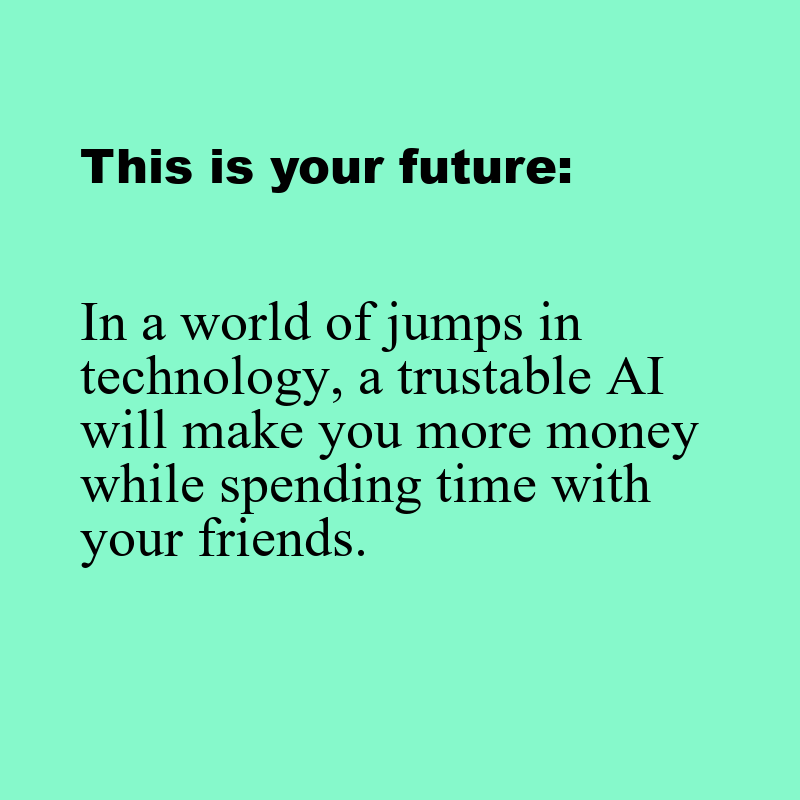 This is your future:
In a world of jumps in
technology, a trustable AI
will make you more money
while spending time with
your friends.